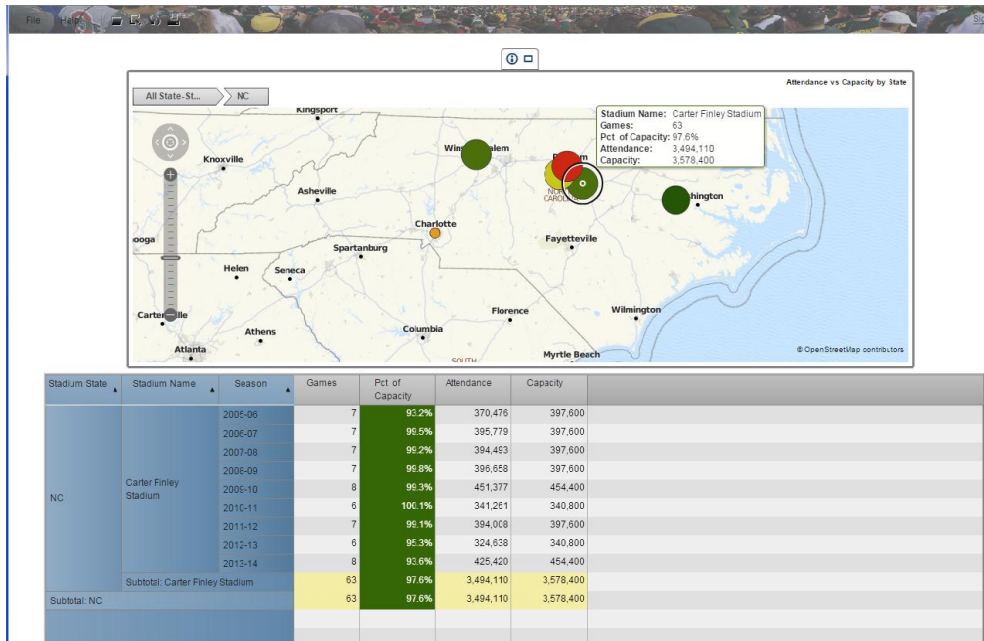 File Help
Attendance vs Capacity by State
All State-St... NC
Kingsport
Stadium Name: Carter Finley Stadium
Games: 63
Pct of Capacity: 97.6%
Attendance: 3,494,110
Capacity: 3,578,400
Knoxville
Asheville
Charlotte
Fayetteville
Spartanburg
Helen
Seneca
Florence
Wilmington
Athens
Columbia
Atlanta
Myrtle Beach
SOUTH
© OpenStreetMap contributors
Stadium State Stadium Name Season Games Pct of Capacity Attendance Capacity
NC Carter Finley Stadium
2005-06 7 93.2% 370,476 397,600
2006-07 7 99.5% 395,779 397,600
2007-08 7 99.2% 394,493 397,600
2008-09 7 99.8% 396,658 397,600
2009-10 8 99.3% 451,377 454,400
2010-11 6 100.1% 341,261 340,800
2011-12 7 99.1% 394,008 397,600
2012-13 6 95.3% 324,638 340,800
2013-14 8 93.6% 425,420 454,400
Subtotal: Carter Finley Stadium 63 97.6% 3,494,110 3,578,400
Subtotal: NC 63 97.6% 3,494,110 3,578,400